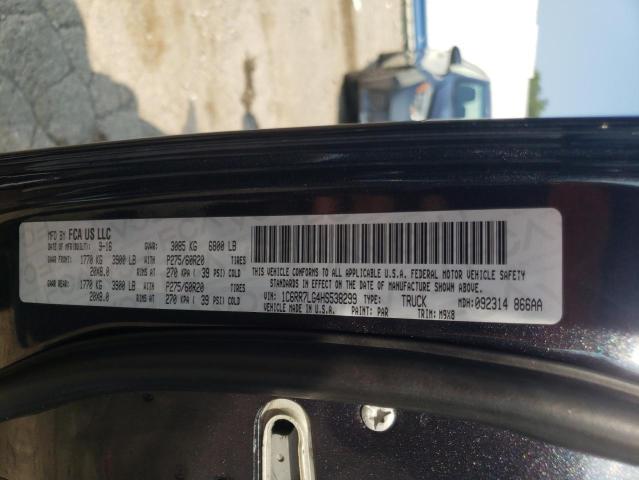 MFD BY FCA US LLC
DATE OF MFR(BUILT): 9-16 GVWR: 3085 KG 6800 LB
GAWR FRONT: 1770 KG 3900 LB P275/60R20 TIRES
20X8.0 RIMS AT 270 KPA ( 39 PSI) COLD
GAWR REAR: 1770 KG 3900 LB P275/60R20 TIRES
20X8.0 RIMS AT 270 KPA ( 39 PSI) COLD
THIS VEHICLE CONFORMS TO ALL APPLICABLE U.S.A. FEDERAL MOTOR VEHICLE SAFETY
STANDARDS IN EFFECT ON THE DATE OF MANUFACTURE SHOWN ABOVE.
VIN: 1C6RR7LG4HS538299 TYPE: TRUCK MDH: 092314 866AA
VEHICLE MADE IN U.S.A. PAINT: PAR TRIM: M9X8